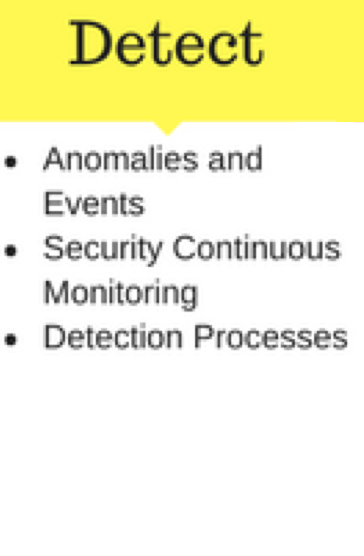 Detect
• Anomalies and
Events
• Security Continuous
Monitoring
• Detection Processes